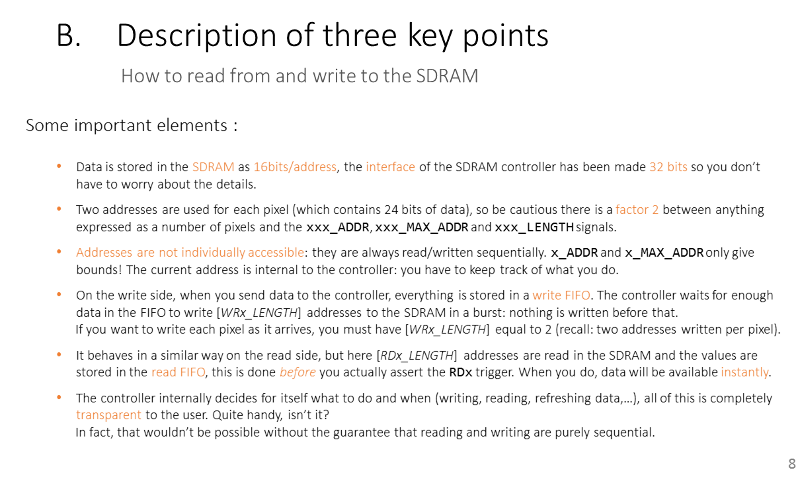 B. Description of three key points
How to read from and write to the SDRAM
Some important elements :
• Data is stored in the SDRAM as 16bits/address, the interface of the SDRAM controller has been made 32 bits so you don't
have to worry about the details.
• Two addresses are used for each pixel (which contains 24 bits of data), so be cautious there is a factor 2 between anything
expressed as a number of pixels and the xxx_ADDR, xxx_MAX_ADDR and xxx_LENGTH signals.
• Addresses are not individually accessible: they are always read/written sequentially. x_ADDR and x_MAX_ADDR only give
bounds! The current address is internal to the controller: you have to keep track of what you do.
• On the write side, when you send data to the controller, everything is stored in a write FIFO. The controller waits for enough
data in the FIFO to write [WRx_LENGTH] addresses to the SDRAM in a burst: nothing is written before that.
If you want to write each pixel as it arrives, you must have [WRx_LENGTH] equal to 2 (recall: two addresses written per pixel).
• It behaves in a similar way on the read side, but here [RDx_LENGTH] addresses are read in the SDRAM and the values are
stored in the read FIFO, this is done before you actually assert the RDx trigger. When you do, data will be available instantly.
• The controller internally decides for itself what to do and when (writing, reading, refreshing data,...), all of this is completely
transparent to the user. Quite handy, isn't it?
In fact, that wouldn't be possible without the guarantee that reading and writing are purely sequential.
8